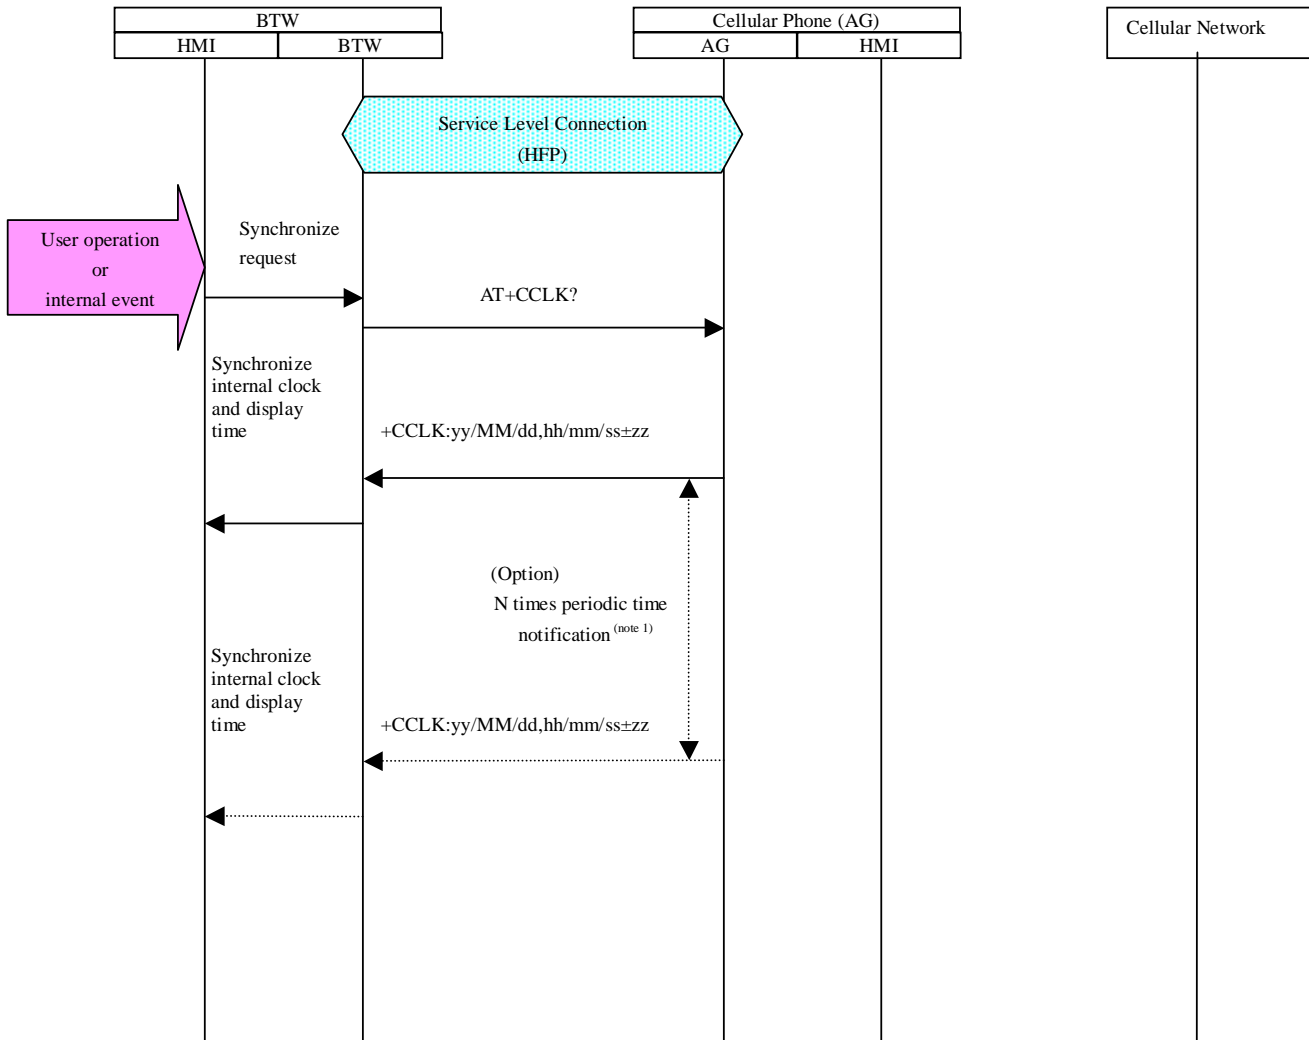 BTW
Cellular Phone (AG)
Cellular Network
HMI
BTW
AG
HMI
Service Level Connection
(HFP)
User operation
or
internal event
Synchronize
request
AT+CCLK?
Synchronize
internal clock
and display
time
+CCLK:yy/MM/dd,hh/mm/ss±zz
(Option)
N times periodic time
notification (note 1)
Synchronize
internal clock
and display
time
+CCLK:yy/MM/dd,hh/mm/ss±zz